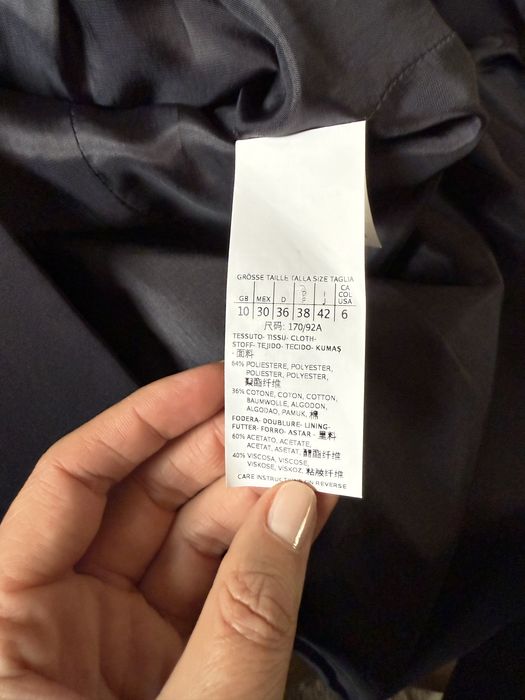 GRÖSSE TAILLE TALLA SIZE TAGLIA
GB MEX D I CA COL USA
10 30 36 38 42 6
尺码: 170/92A
TESSUTO- TISSU- CLOTH-
STOFF- TEJIDO- TECIDO- KUMAŞ
- 面料
64% POLIESTERE, POLYESTER,
POLIESTER, POLYESTER,
聚酯纤维
36% COTONE, COTON, COTTON,
BAUMWOLLE, ALGODON,
ALGODAO, PAMUK, 棉
FODERA- DOUBLURE- LINING-
FUTTER- FORRO- ASTAR - 里料
60% ACETATO, ACETATE,
ACETAT, ASETAT, 醋酯纤维
40% VISCOSA, VISCOSE,
VISKOSE, VISKOZ, 粘胶纤维
CARE INSTRUCTIONS ON REVERSE